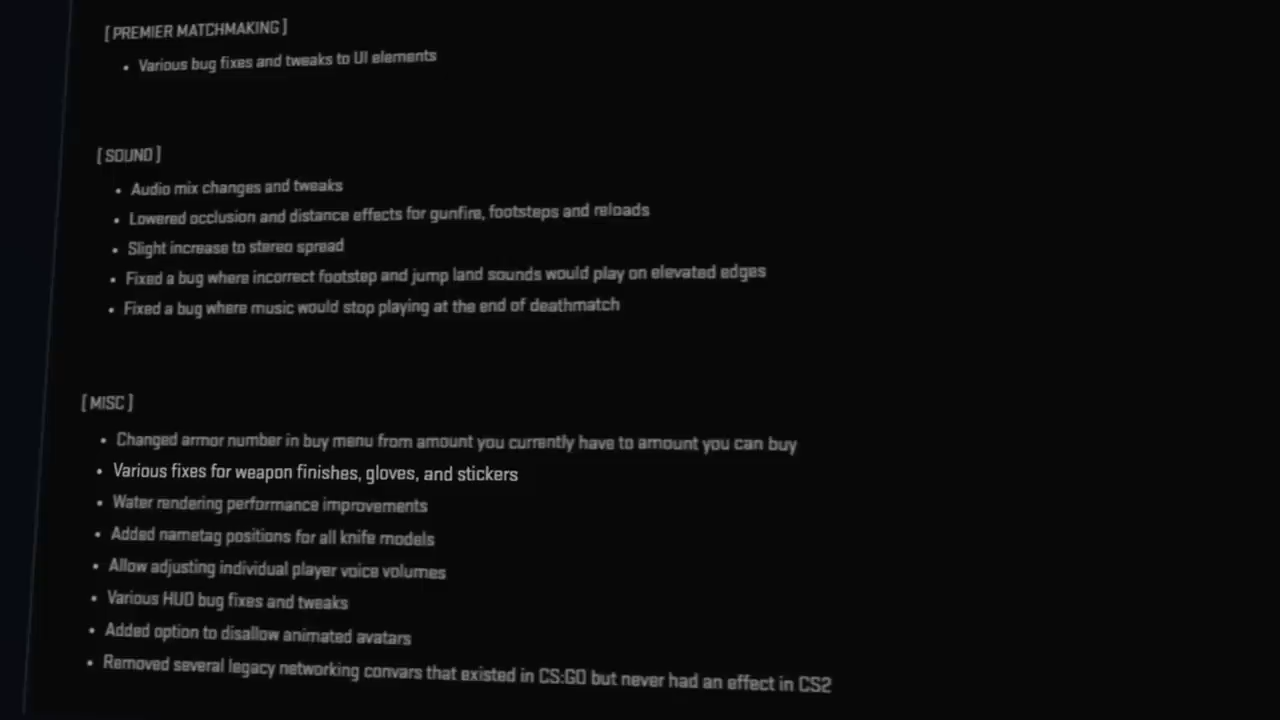 [ PREMIER MATCHMAKING ]
• Various bug fixes and tweaks to UI elements
[ SOUND ]
• Audio mix changes and tweaks
• Lowered occlusion and distance effects for gunfire, footsteps and reloads
• Slight increase to stereo spread
• Fixed a bug where incorrect footstep and jump land sounds would play on elevated edges
• Fixed a bug where music would stop playing at the end of deathmatch
[ MISC ]
• Changed armor number in buy menu from amount you currently have to amount you can buy
• Various fixes for weapon finishes, gloves, and stickers
• Water rendering performance improvements
• Added nametag positions for all knife models
• Allow adjusting individual player voice volumes
• Various HUD bug fixes and tweaks
• Added option to disallow animated avatars
• Removed several legacy networking convars that existed in CS:GO but never had an effect in CS2